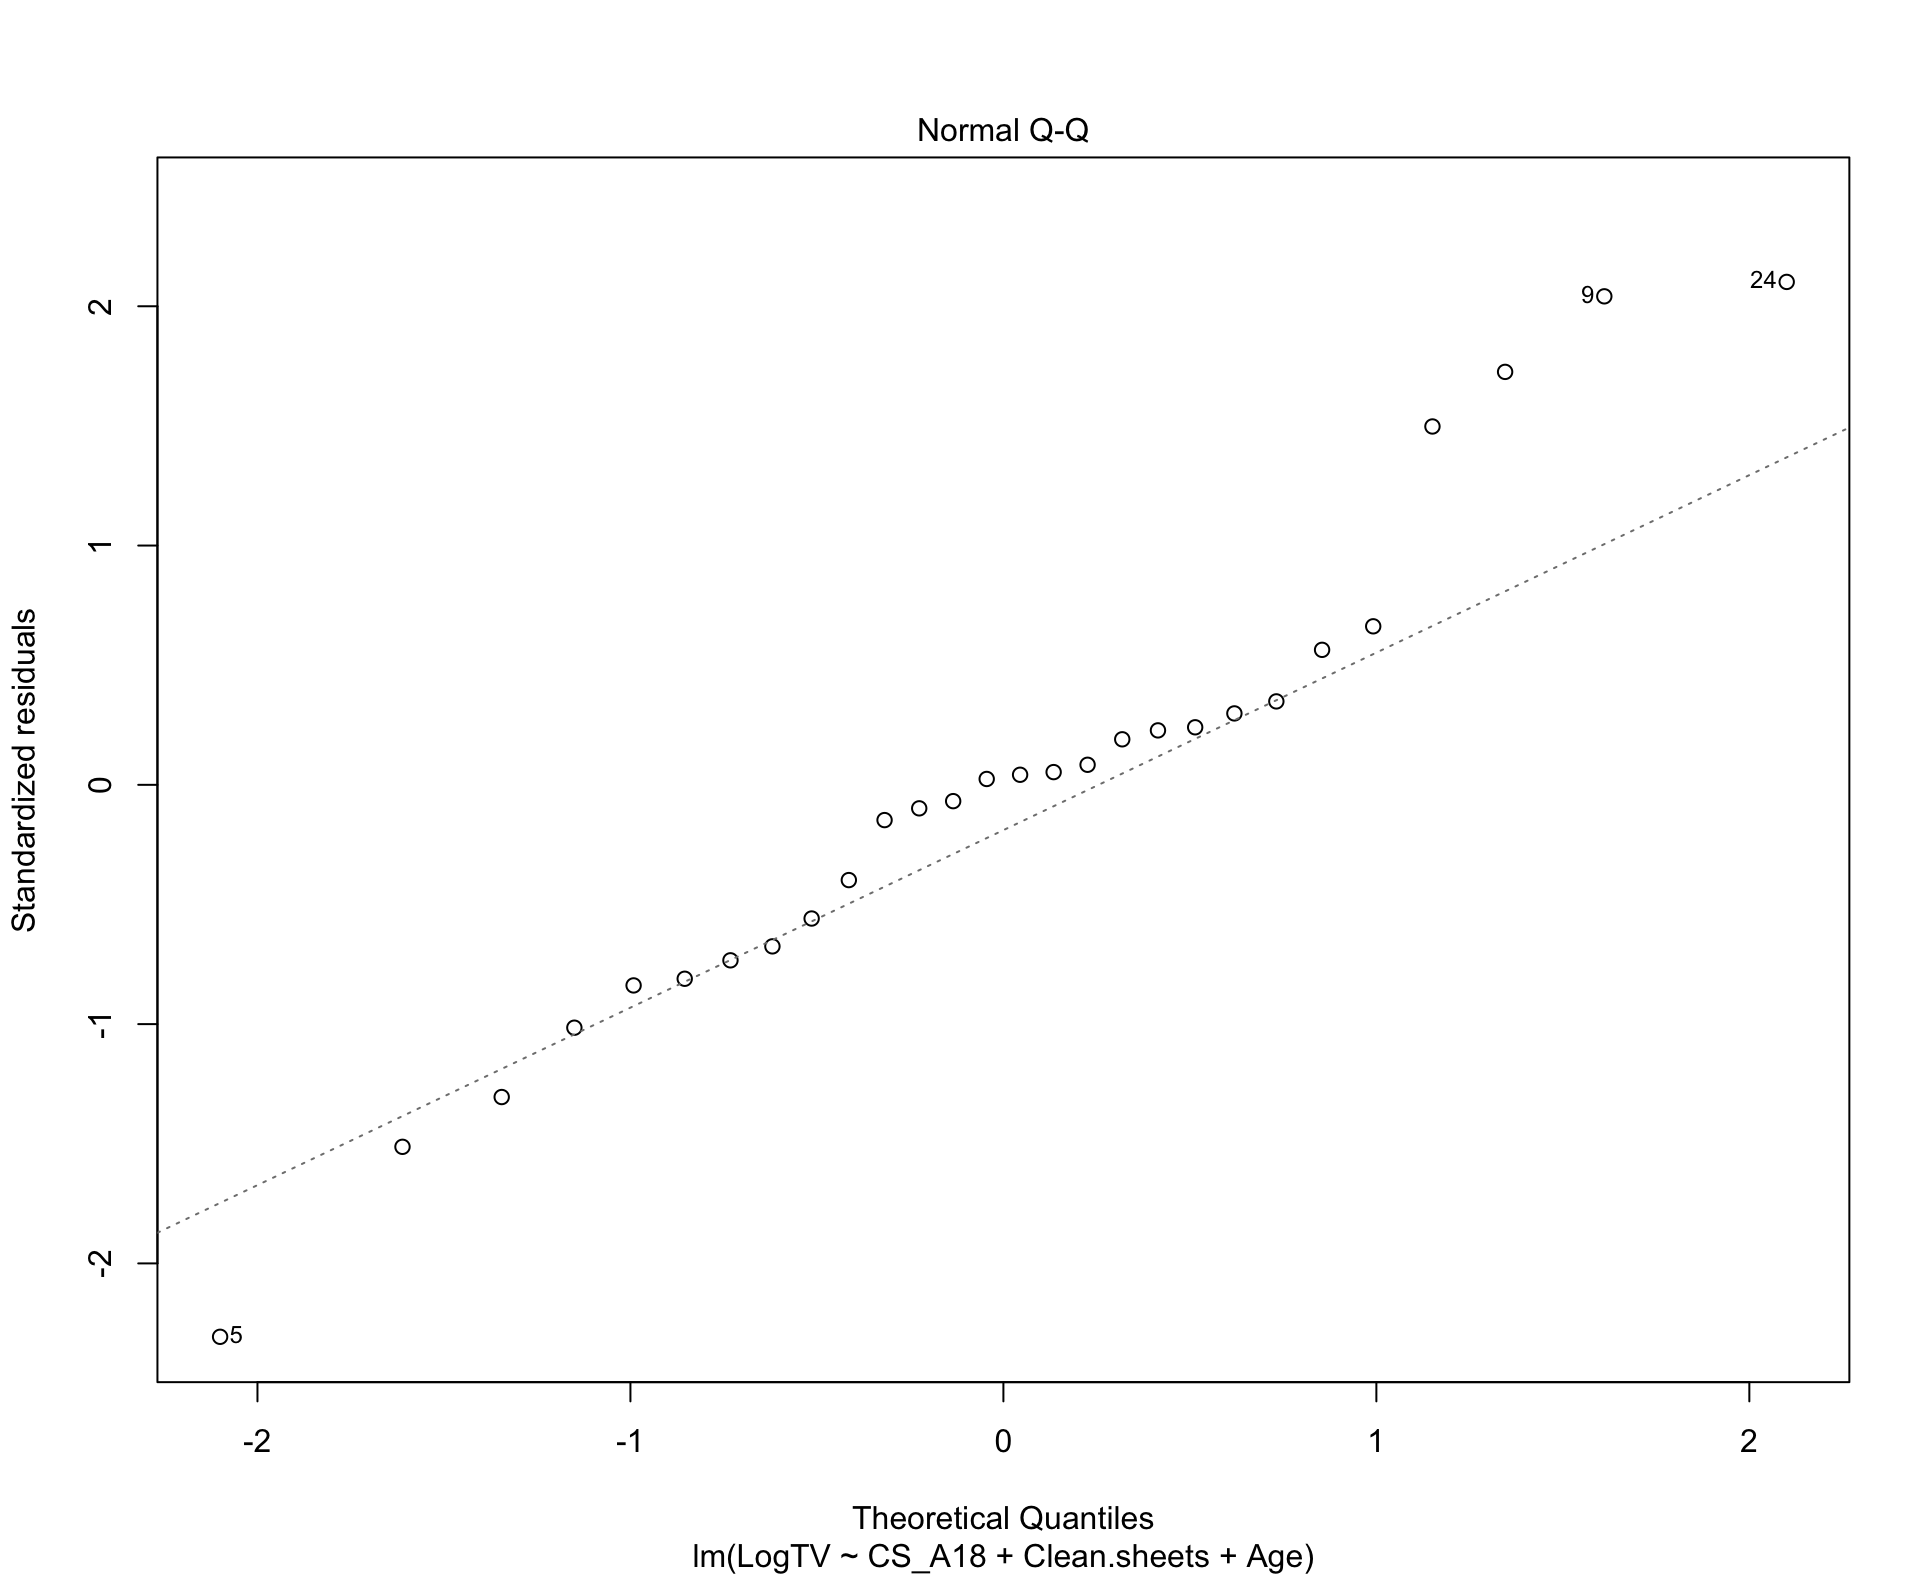 Normal Q-Q
Standardized residuals
2
1
0
-1
-2
24
9
5
-2 -1 0 1 2
Theoretical Quantiles
lm(LogTV ~ CS_A18 + Clean.sheets + Age)